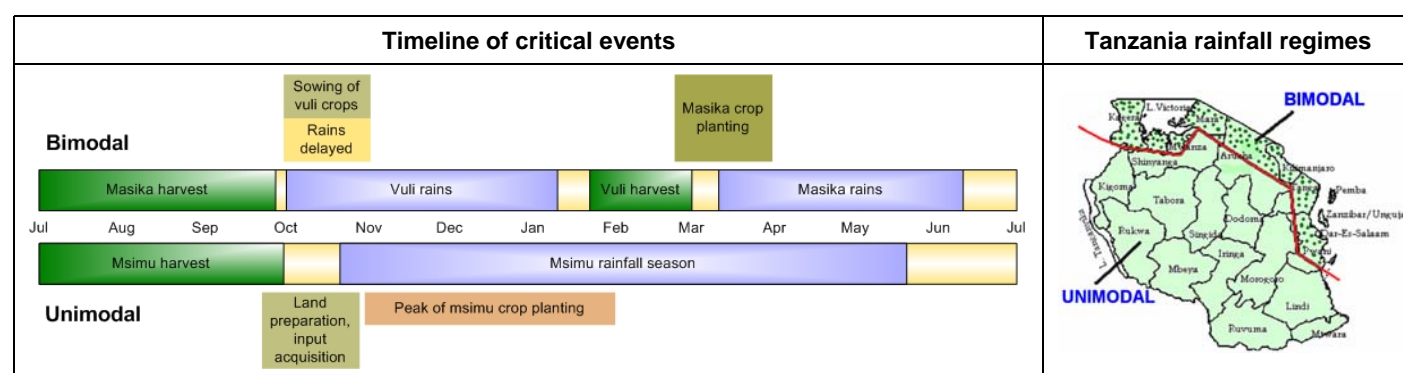 Timeline of critical events
Tanzania rainfall regimes
Sowing of
vuli crops
Rains
delayed
Masika crop
planting
Bimodal
Masika harvest
Vuli rains
Vuli harvest
Masika rains
Jul Aug Sep Oct Nov Dec Jan Feb Mar Apr May Jun Jul
Msimu harvest
Msimu rainfall season
Unimodal
Land
preparation,
input
acquisition
Peak of msimu crop planting
BIMODAL
L.Victoria
Kagera
Mara
Mwanza
Arusha
Shinyanga
Kilimanjaro
Kigoma
Tanga
Pemba
Tabora
Zanzibar/Unguja
Dodoma
Dar-Es-Salaam
Rukwa
Singida
Pwani
L. Tanganyika
Iringa
Mbeya
Morogoro
UNIMODAL
Lindi
Ruvuma
Mtwara